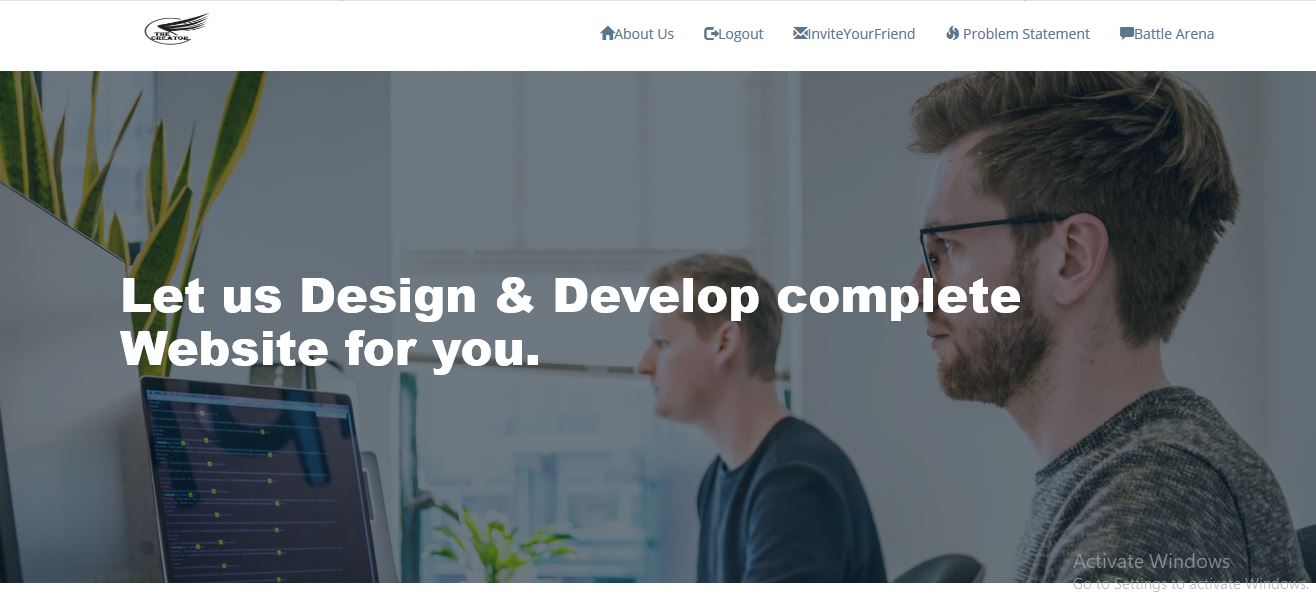 THE
CREATOR
About Us
Logout
InviteYourFriend
Problem Statement
Battle Arena
Let us Design & Develop complete
Website for you.
Activate Windows
Go to Settings to activate Windows.